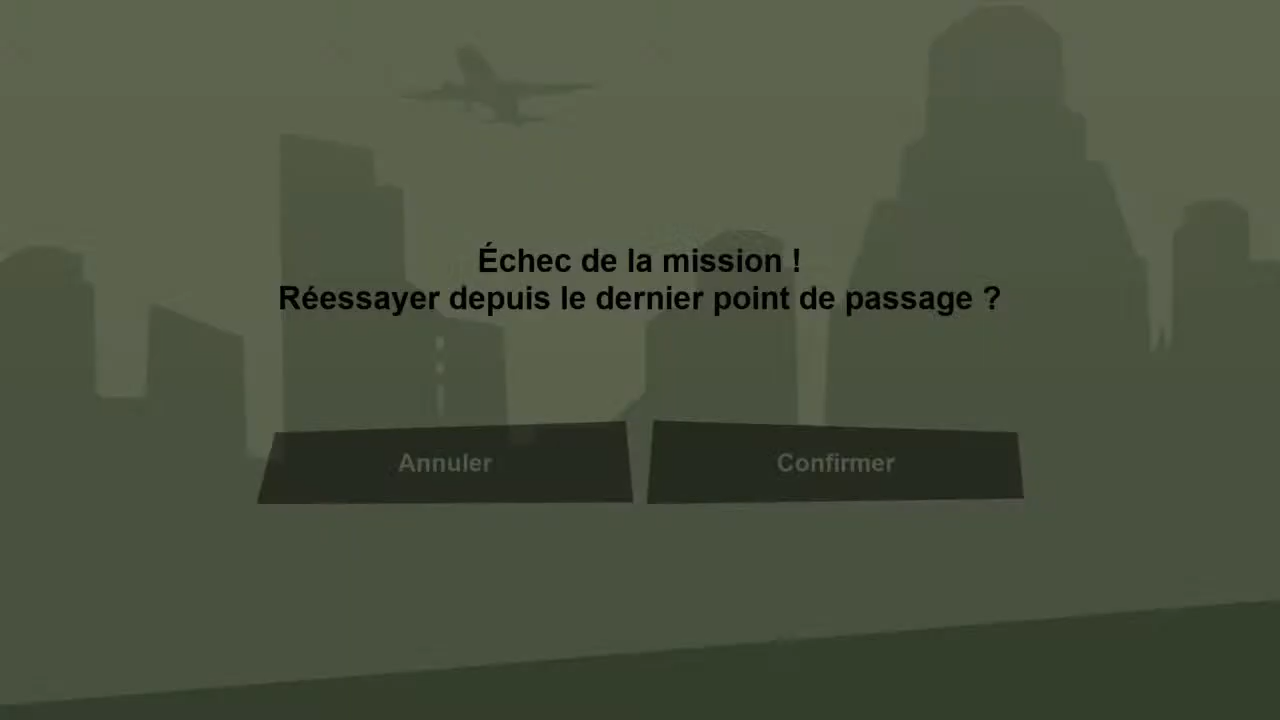 Échec de la mission !
Réessayer depuis le dernier point de passage ?
Annuler
Confirmer